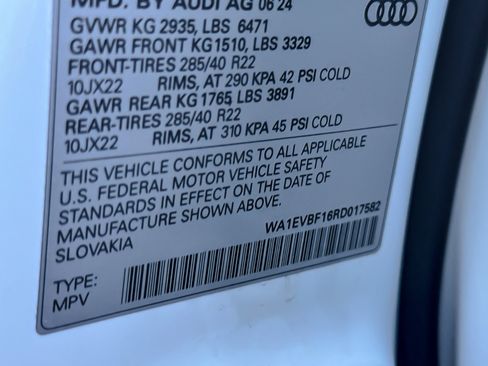 MFD. BY AUDI AG 06 24
GVWR KG 2935, LBS 6471
GAWR FRONT KG1510, LBS 3329
FRONT-TIRES 285/40 R22
10JX22 RIMS, AT 290 KPA 42 PSI COLD
GAWR REAR KG 1765, LBS 3891
REAR-TIRES 285/40 R22
10JX22 RIMS, AT 310 KPA 45 PSI COLD
THIS VEHICLE CONFORMS TO ALL APPLICABLE
U.S. FEDERAL MOTOR VEHICLE SAFETY
STANDARDS IN EFFECT ON THE DATE OF
MANUFACTURE SHOWN ABOVE.
SLOVAKIA
WA1EVBF16RD017582
TYPE:
MPV